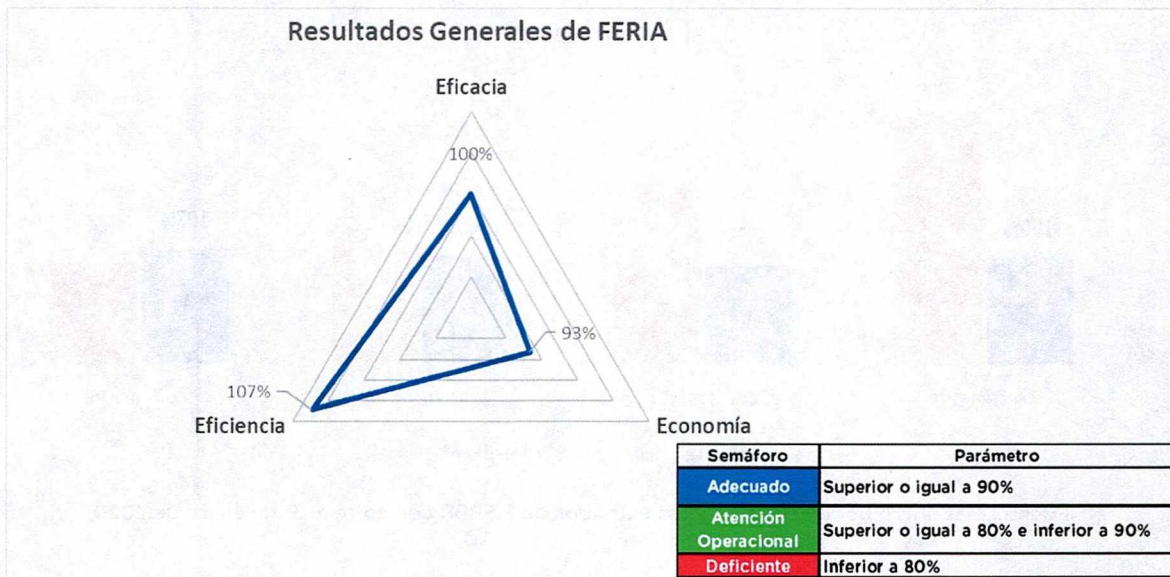 Resultados Generales de FERIA
Eficacia
100%
93%
107%
Eficiencia
Economía
Semáforo Parámetro
Adecuado Superior o igual a 90%
Atención Operacional Superior o igual a 80% e inferior a 90%
Deficiente Inferior a 80%